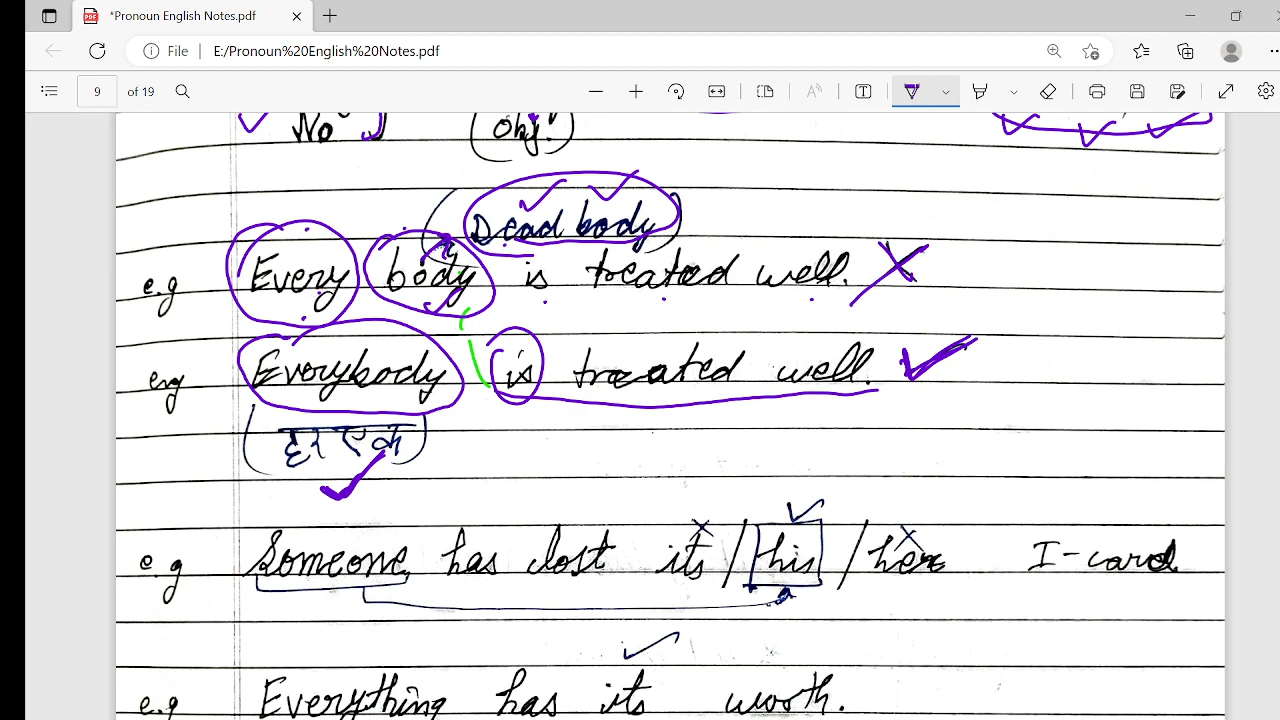 *Pronoun English Notes.pdf
File E:/Pronoun%20English%20Notes.pdf
9 of 19
No
(Obj.)
(Dead body)
e.g Every body is treated well. X
e.g Everybody is treated well.
(हर एक)
e.g Someone has lost its / his / her I-card
e.g Everything has its worth.